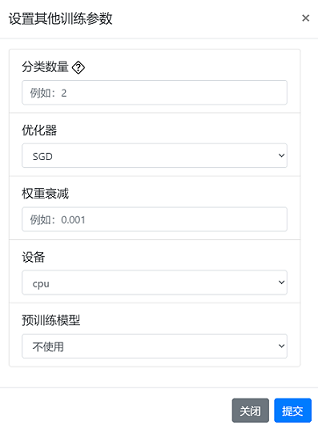 设置其他训练参数 ×
分类数量 ?
例如：2
优化器
SGD
权重衰减
例如：0.001
设备
cpu
预训练模型
不使用
关闭 提交